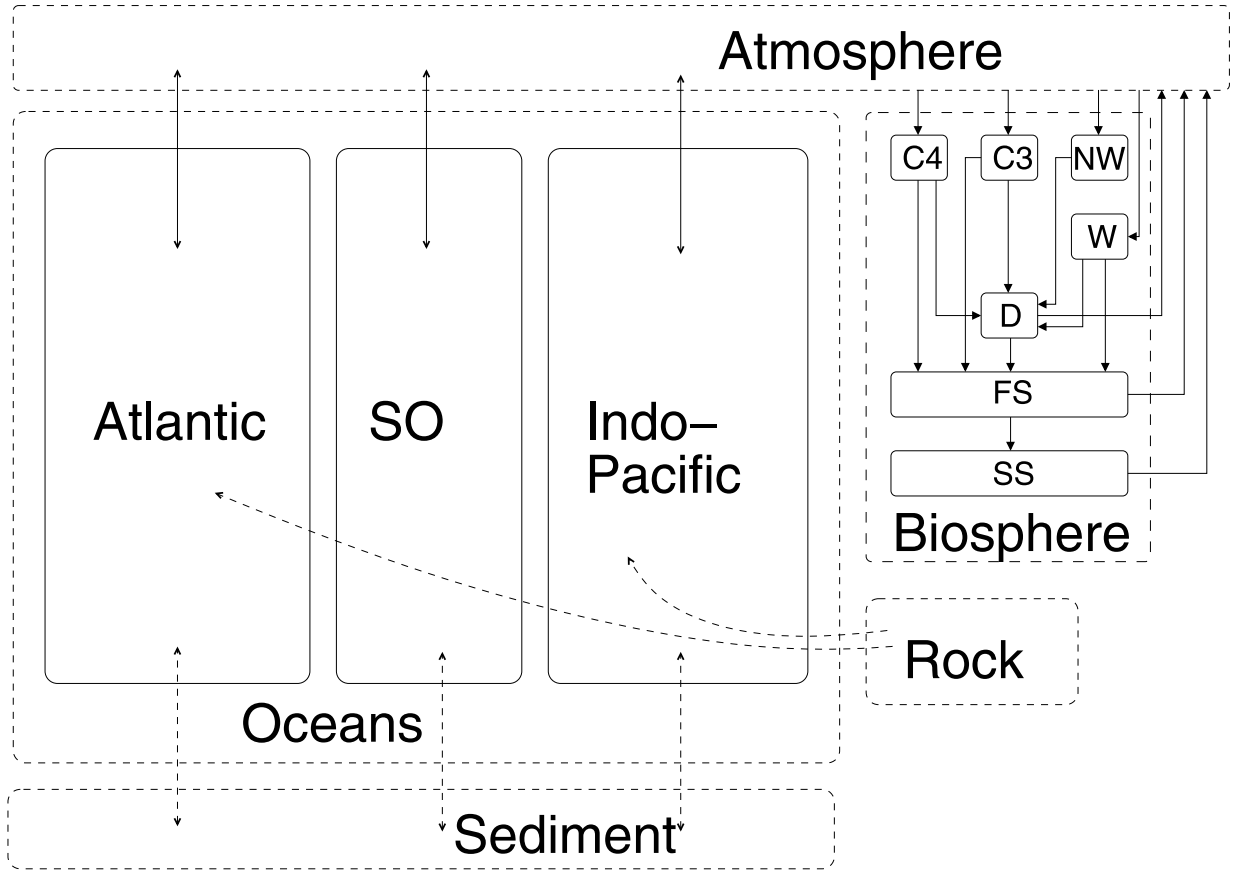 Atmosphere
C4
C3
NW
W
D
FS
SS
Biosphere
Atlantic
SO
Indo–
Pacific
Rock
Oceans
Sediment